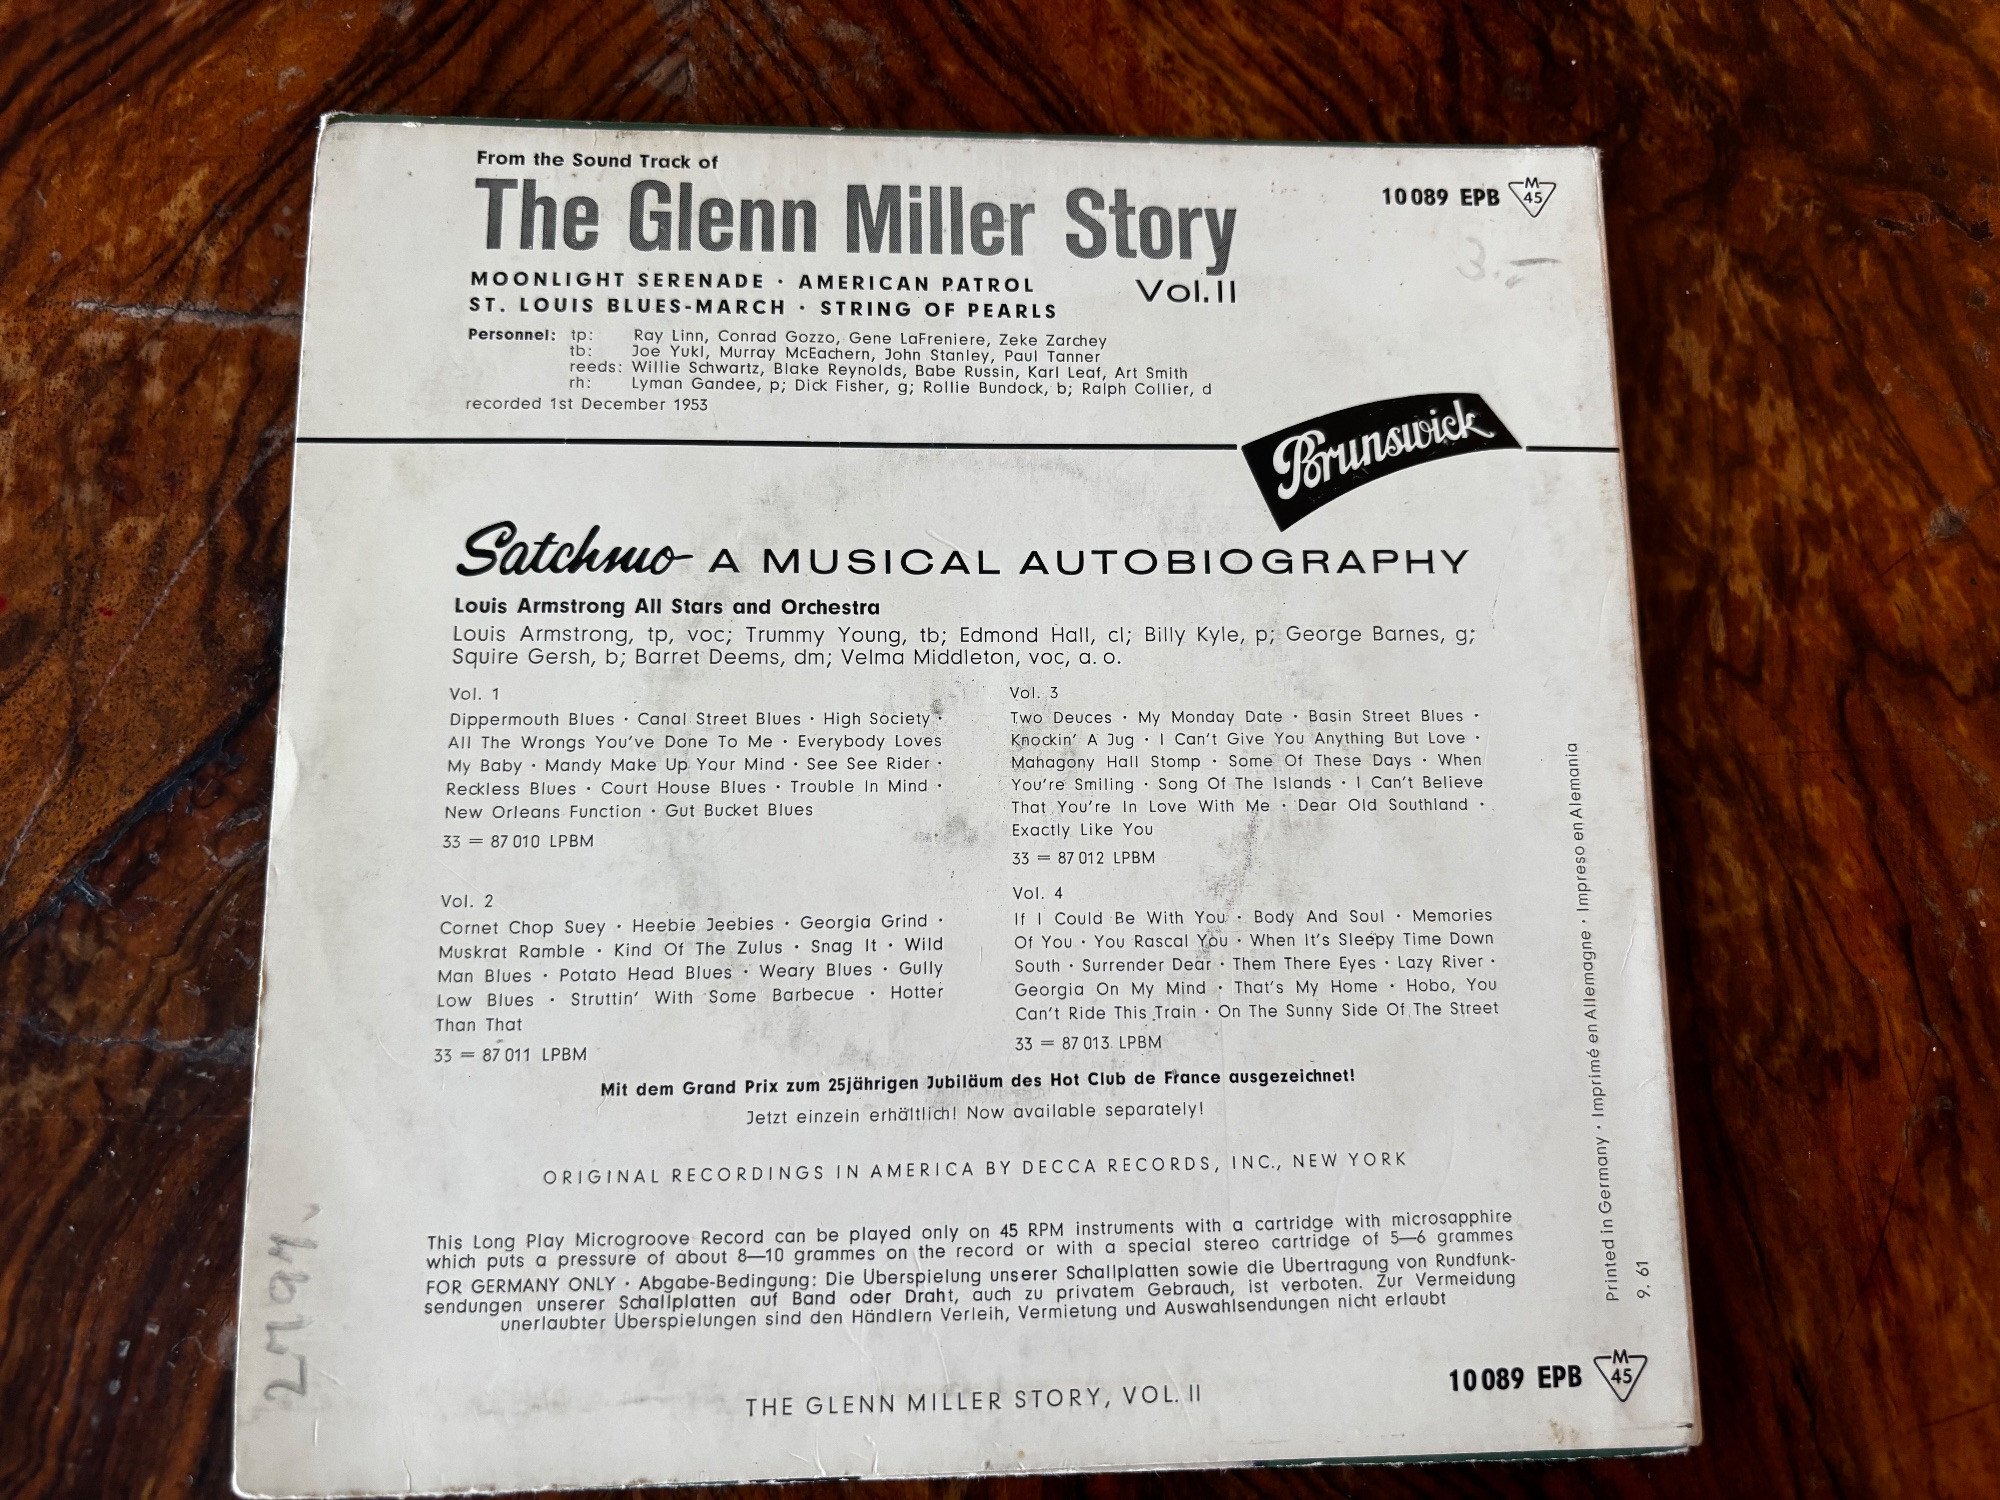 From the Sound Track of
The Glenn Miller Story
Vol. II
10 089 EPB M 45
3.–
MOONLIGHT SERENADE · AMERICAN PATROL
ST. LOUIS BLUES-MARCH · STRING OF PEARLS
Personnel: tp: Ray Linn, Conrad Gozzo, Gene LaFreniere, Zeke Zarchey
tb: Joe Yukl, Murray McEachern, John Stanley, Paul Tanner
reeds: Willie Schwartz, Blake Reynolds, Babe Russin, Karl Leaf, Art Smith
rh: Lyman Gandee, p; Dick Fisher, g; Rollie Bundock, b; Ralph Collier, d
recorded 1st December 1953
Brunswick
Satchmo A MUSICAL AUTOBIOGRAPHY
Louis Armstrong All Stars and Orchestra
Louis Armstrong, tp, voc; Trummy Young, tb; Edmond Hall, cl; Billy Kyle, p; George Barnes, g;
Squire Gersh, b; Barret Deems, dm; Velma Middleton, voc, a. o.
Vol. 1
Dippermouth Blues · Canal Street Blues · High Society ·
All The Wrongs You've Done To Me · Everybody Loves
My Baby · Mandy Make Up Your Mind · See See Rider ·
Reckless Blues · Court House Blues · Trouble In Mind ·
New Orleans Function · Gut Bucket Blues
33 = 87 010 LPBM
Vol. 2
Cornet Chop Suey · Heebie Jeebies · Georgia Grind ·
Muskrat Ramble · Kind Of The Zulus · Snag It · Wild
Man Blues · Potato Head Blues · Weary Blues · Gully
Low Blues · Struttin' With Some Barbecue · Hotter
Than That
33 = 87 011 LPBM
Vol. 3
Two Deuces · My Monday Date · Basin Street Blues ·
Knockin' A Jug · I Can't Give You Anything But Love ·
Mahagony Hall Stomp · Some Of These Days · When
You're Smiling · Song Of The Islands · I Can't Believe
That You're In Love With Me · Dear Old Southland ·
Exactly Like You
33 = 87 012 LPBM
Vol. 4
If I Could Be With You · Body And Soul · Memories
Of You · You Rascal You · When It's Sleepy Time Down
South · Surrender Dear · Them There Eyes · Lazy River ·
Georgia On My Mind · That's My Home · Hobo, You
Can't Ride This Train · On The Sunny Side Of The Street
33 = 87 013 LPBM
Mit dem Grand Prix zum 25jährigen Jubiläum des Hot Club de France ausgezeichnet!
Jetzt einzein erhältlich! Now available separately!
ORIGINAL RECORDINGS IN AMERICA BY DECCA RECORDS, INC., NEW YORK
This Long Play Microgroove Record can be played only on 45 RPM instruments with a cartridge with microsapphire
which puts a pressure of about 8—10 grammes on the record or with a special stereo cartridge of 5—6 grammes
FOR GERMANY ONLY · Abgabe-Bedingung: Die Überspielung unserer Schallplatten sowie die Übertragung von Rundfunk-
sendungen unserer Schallplatten auf Band oder Draht, auch zu privatem Gebrauch, ist verboten. Zur Vermeidung
unerlaubter Überspielungen sind den Händlern Verleih, Vermietung und Auswahlsendungen nicht erlaubt
Printed in Germany · Imprimé en Allemagne · Impreso en Alemania
9. 61
THE GLENN MILLER STORY, VOL. II
10 089 EPB M 45